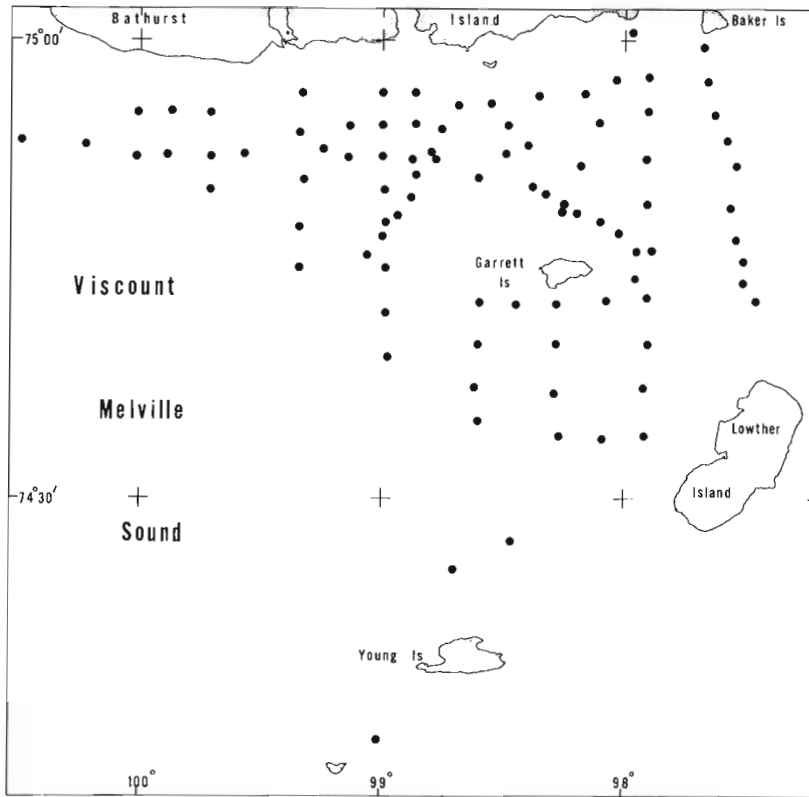 Bathurst Island Baker Is
75°00'
Garrett
Is
Viscount
Melville
Lowther
Island
74°30'
Sound
Young Is
100° 99° 98°